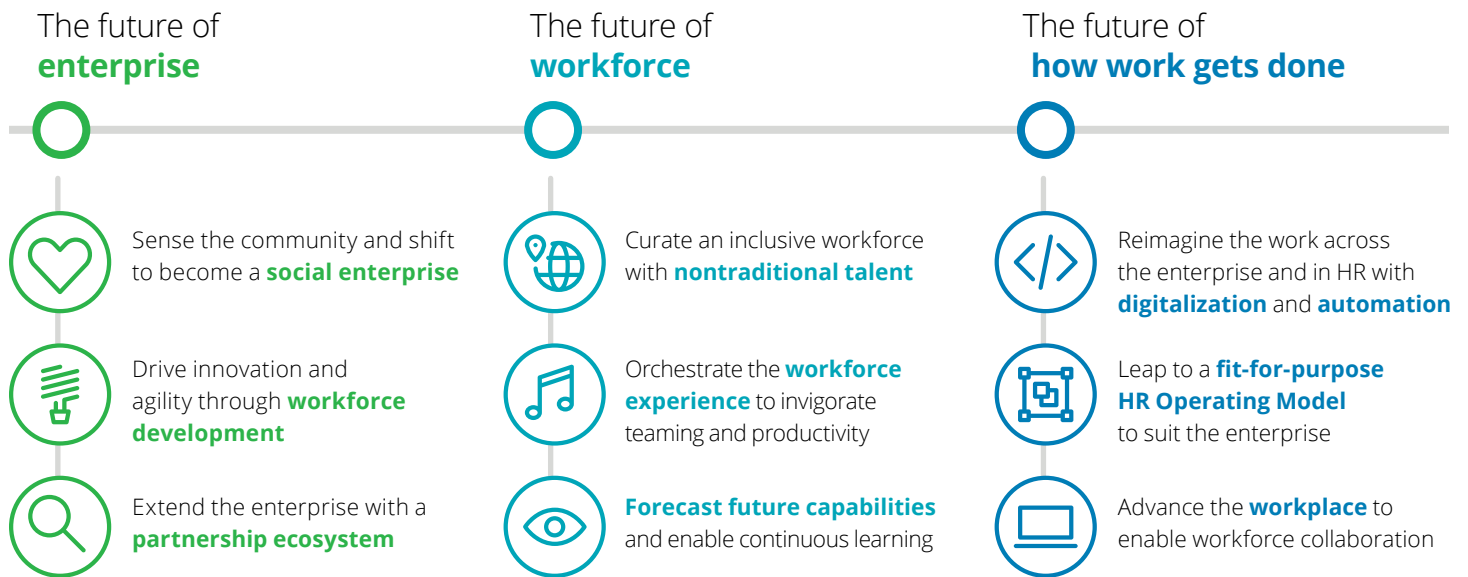 The future of
enterprise
Sense the community and shift
to become a social enterprise
Drive innovation and
agility through workforce
development
Extend the enterprise with a
partnership ecosystem
The future of
workforce
Curate an inclusive workforce
with nontraditional talent
Orchestrate the workforce
experience to invigorate
teaming and productivity
Forecast future capabilities
and enable continuous learning
The future of
how work gets done
Reimagine the work across
the enterprise and in HR with
digitalization and automation
Leap to a fit-for-purpose
HR Operating Model
to suit the enterprise
Advance the workplace to
enable workforce collaboration